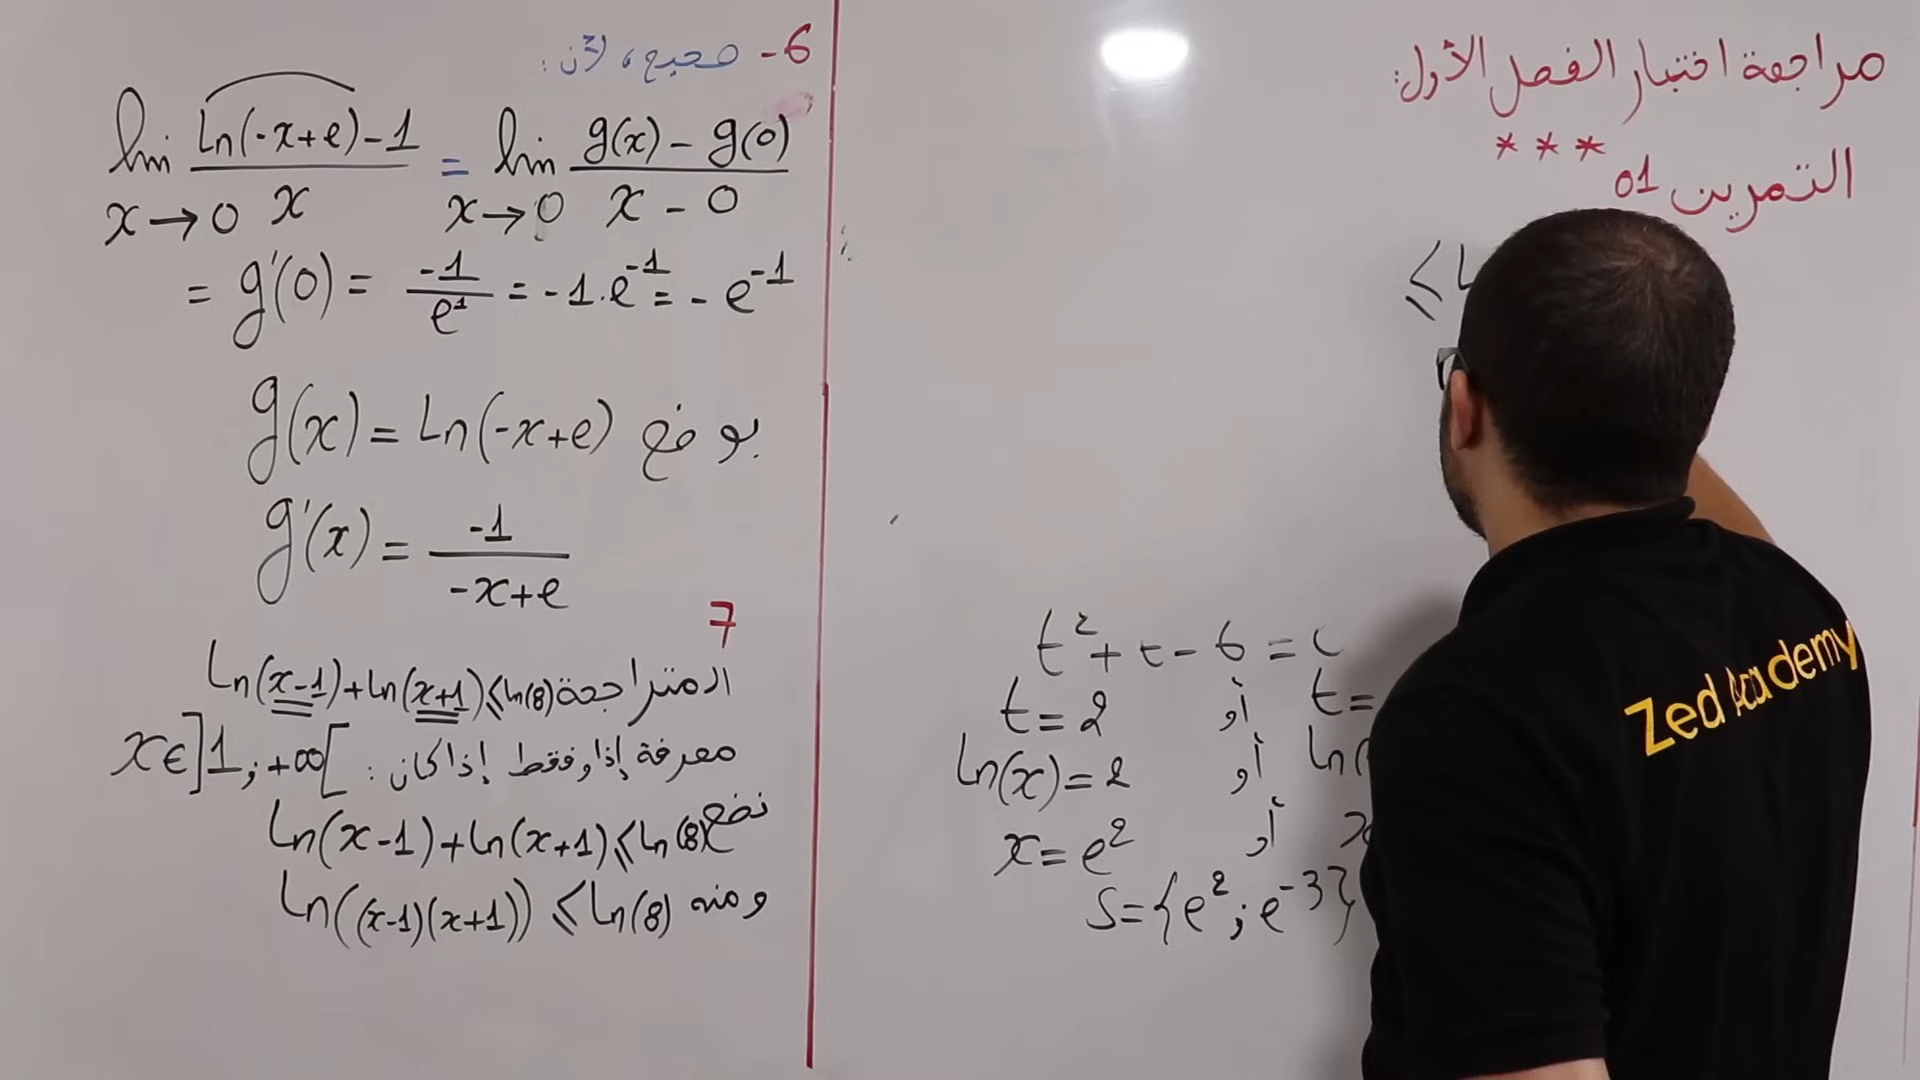 مراجعة اختبار الفصل الأول:
***
التمرين 01
≤ L
t² + t - 6 =
t = 2 أو t =
ln(x) = 2 أو ln(
x = e² أو x
S = {e² ; e⁻³}
6- صحيح، لأن:
lim x→0 (ln(-x+e) - 1)/x = lim x→0 (g(x) - g(0))/(x - 0)
= g'(0) = -1/e¹ = -1.e⁻¹ = - e⁻¹
بوضع g(x) = Ln(-x+e)
g'(x) = -1/(-x+e)
7
المتراجحة Ln(x-1)+Ln(x+1) ≤ ln(8)
معرفة إذا وفقط إذا كان : x∈]1;+∞[
نضع Ln(x-1)+Ln(x+1) ≤ Ln(8)
ومنه Ln((x-1)(x+1)) ≤ Ln(8)
Zed Academy